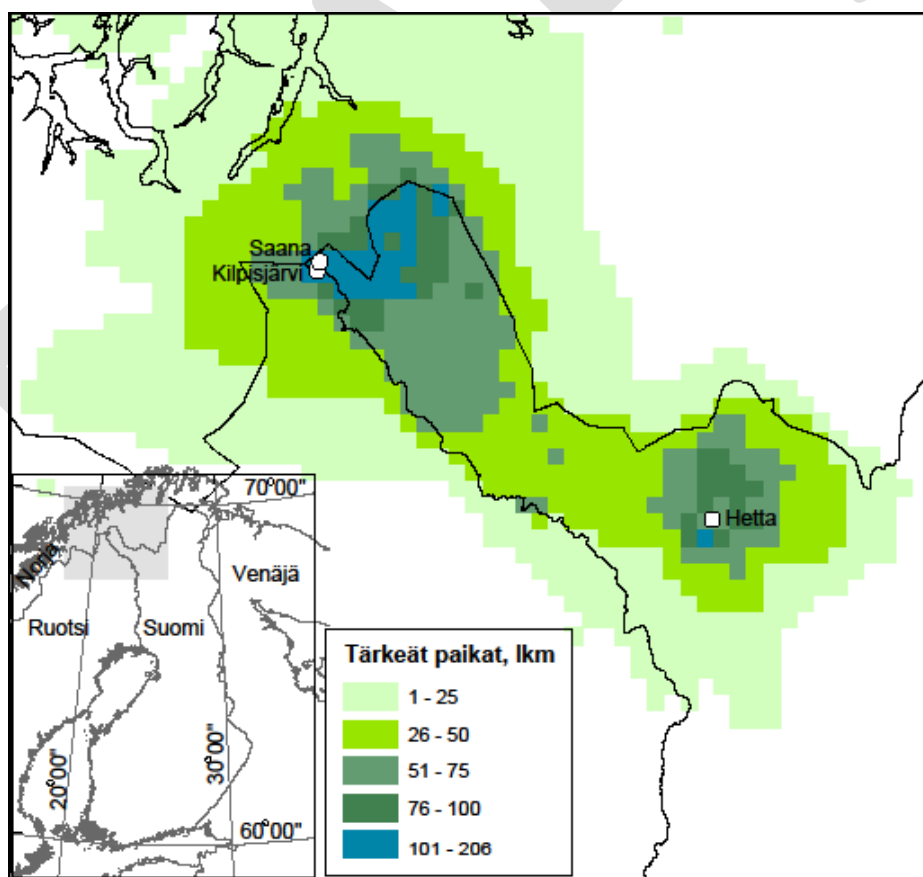 Saana
Kilpisjärvi
Hetta
70°00"
Norja
Venäjä
Ruotsi
Suomi
20°00"
30°00"
60°00"
Tärkeät paikat, lkm
1 - 25
26 - 50
51 - 75
76 - 100
101 - 206